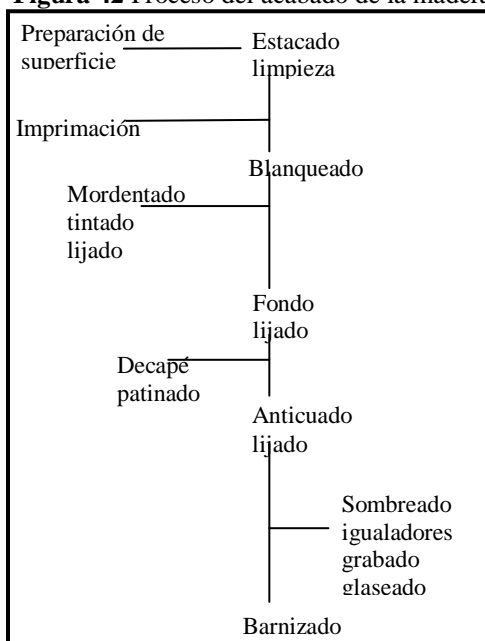 Figura 42 Proceso del acabado de la madera
Preparación de
superficie
Estacado
limpieza
Imprimación
Blanqueado
Mordentado
tintado
lijado
Fondo
lijado
Decapé
patinado
Anticuado
lijado
Sombreado
igualadores
grabado
glaseado
Barnizado